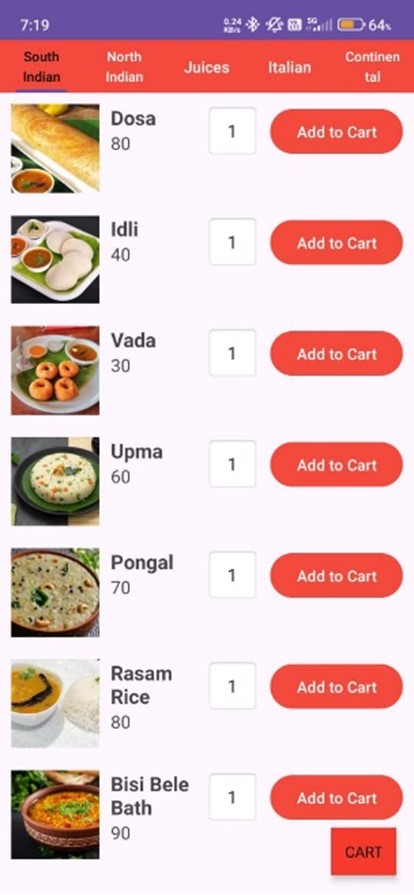 7:19
0.24
KB/s
5G
64%
South
Indian
North
Indian
Juices
Italian
Continen
tal
Dosa
80
1
Add to Cart
Idli
40
1
Add to Cart
Vada
30
1
Add to Cart
Upma
60
1
Add to Cart
Pongal
70
1
Add to Cart
Rasam
Rice
80
1
Add to Cart
Bisi Bele
Bath
90
1
Add to Cart
CART